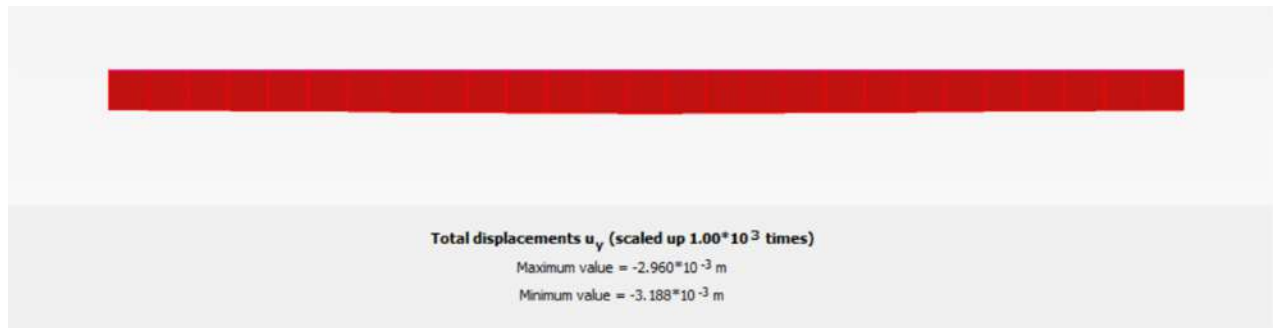 Total displacements uy (scaled up 1.00*10 3 times)
Maximum value = -2.960*10 -3 m
Minimum value = -3.188*10 -3 m